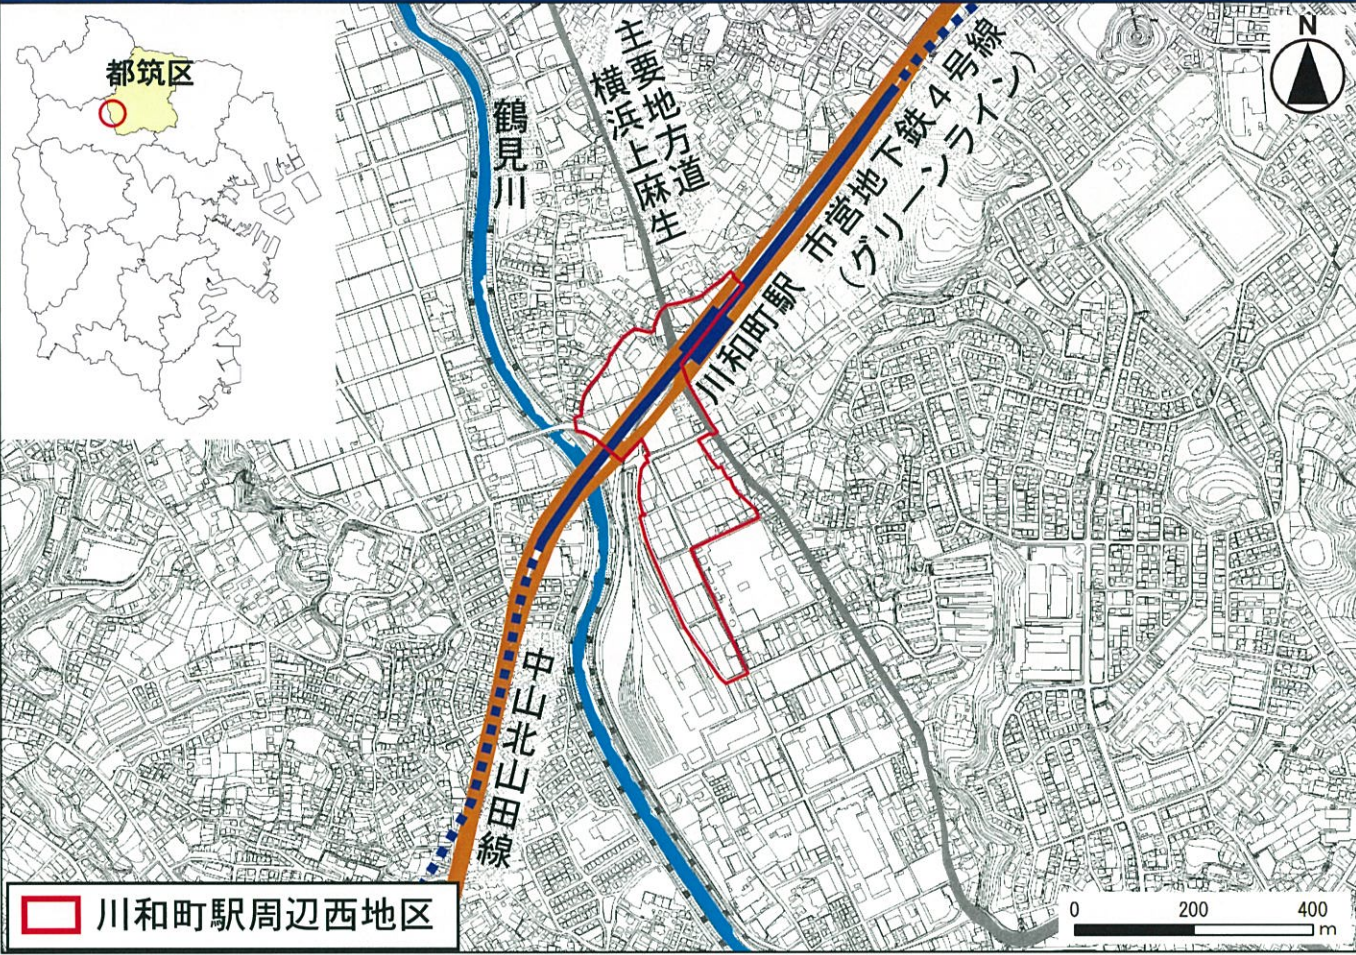 都筑区
鶴見川
主要地方道
横浜上麻生
市営地下鉄4号線
(グリーンライン)
川和町駅
N
中山北山田線
川和町駅周辺西地区
0 200 400
m